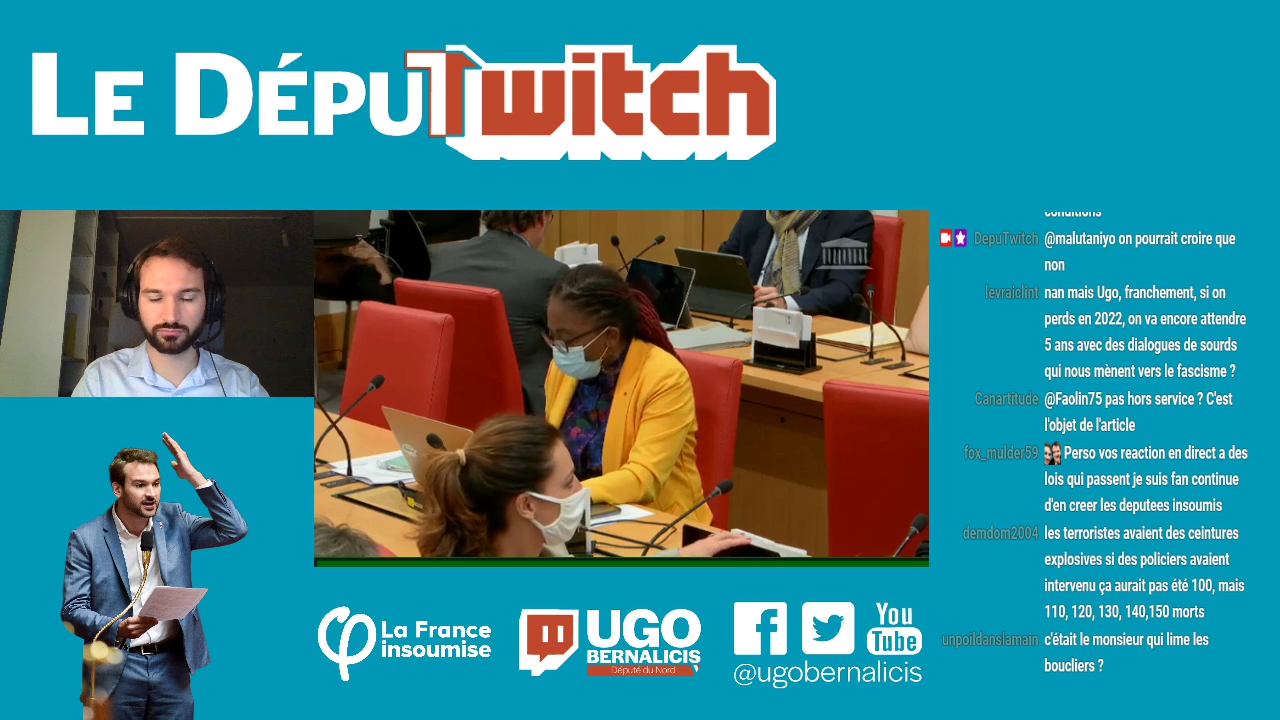 LE DÉPUTwitch
conditions
DepuTwitch @malutaniyo on pourrait croire que
non
levraiclint nan mais Ugo, franchement, si on
perds en 2022, on va encore attendre
5 ans avec des dialogues de sourds
qui nous mènent vers le fascisme ?
Canartitude @Faolin75 pas hors service ? C'est
l'objet de l'article
fox_mulder59 Perso vos reaction en direct a des
lois qui passent je suis fan continue
d'en creer les deputees insoumis
demdom2004 les terroristes avaient des ceintures
explosives si des policiers avaient
intervenu ça aurait pas été 100, mais
110, 120, 130, 140,150 morts
unpoildanslamain c'était le monsieur qui lime les
boucliers ?
La France
insoumise
UGO
BERNALICIS
Député du Nord
You
Tube
@ugobernalicis